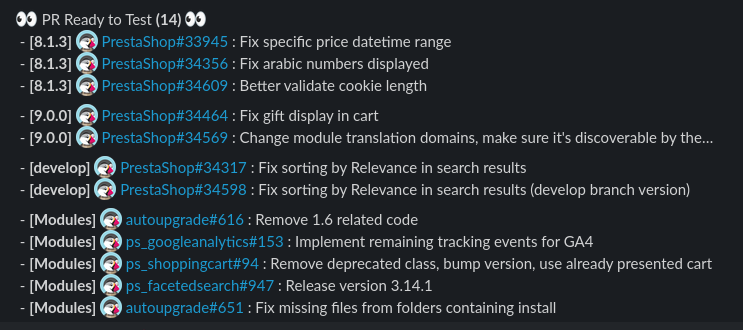 👀 PR Ready to Test (14) 👀
- [8.1.3] PrestaShop#33945 : Fix specific price datetime range
- [8.1.3] PrestaShop#34356 : Fix arabic numbers displayed
- [8.1.3] PrestaShop#34609 : Better validate cookie length
- [9.0.0] PrestaShop#34464 : Fix gift display in cart
- [9.0.0] PrestaShop#34569 : Change module translation domains, make sure it's discoverable by the...
- [develop] PrestaShop#34317 : Fix sorting by Relevance in search results
- [develop] PrestaShop#34598 : Fix sorting by Relevance in search results (develop branch version)
- [Modules] autoupgrade#616 : Remove 1.6 related code
- [Modules] ps_googleanalytics#153 : Implement remaining tracking events for GA4
- [Modules] ps_shoppingcart#94 : Remove deprecated class, bump version, use already presented cart
- [Modules] ps_facetedsearch#947 : Release version 3.14.1
- [Modules] autoupgrade#651 : Fix missing files from folders containing install